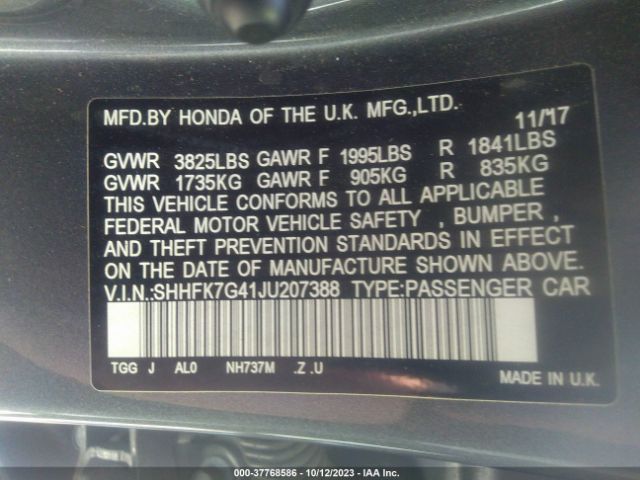 MFD.BY HONDA OF THE U.K. MFG.,LTD. 11/17
GVWR 3825LBS GAWR F 1995LBS R 1841LBS
GVWR 1735KG GAWR F 905KG R 835KG
THIS VEHICLE CONFORMS TO ALL APPLICABLE
FEDERAL MOTOR VEHICLE SAFETY , BUMPER ,
AND THEFT PREVENTION STANDARDS IN EFFECT
ON THE DATE OF MANUFACTURE SHOWN ABOVE.
V.I.N.:SHHFK7G41JU207388 TYPE:PASSENGER CAR
TGG J AL0 NH737M .Z .U
MADE IN U.K.
000-37768586 - 10/12/2023 - IAA Inc.